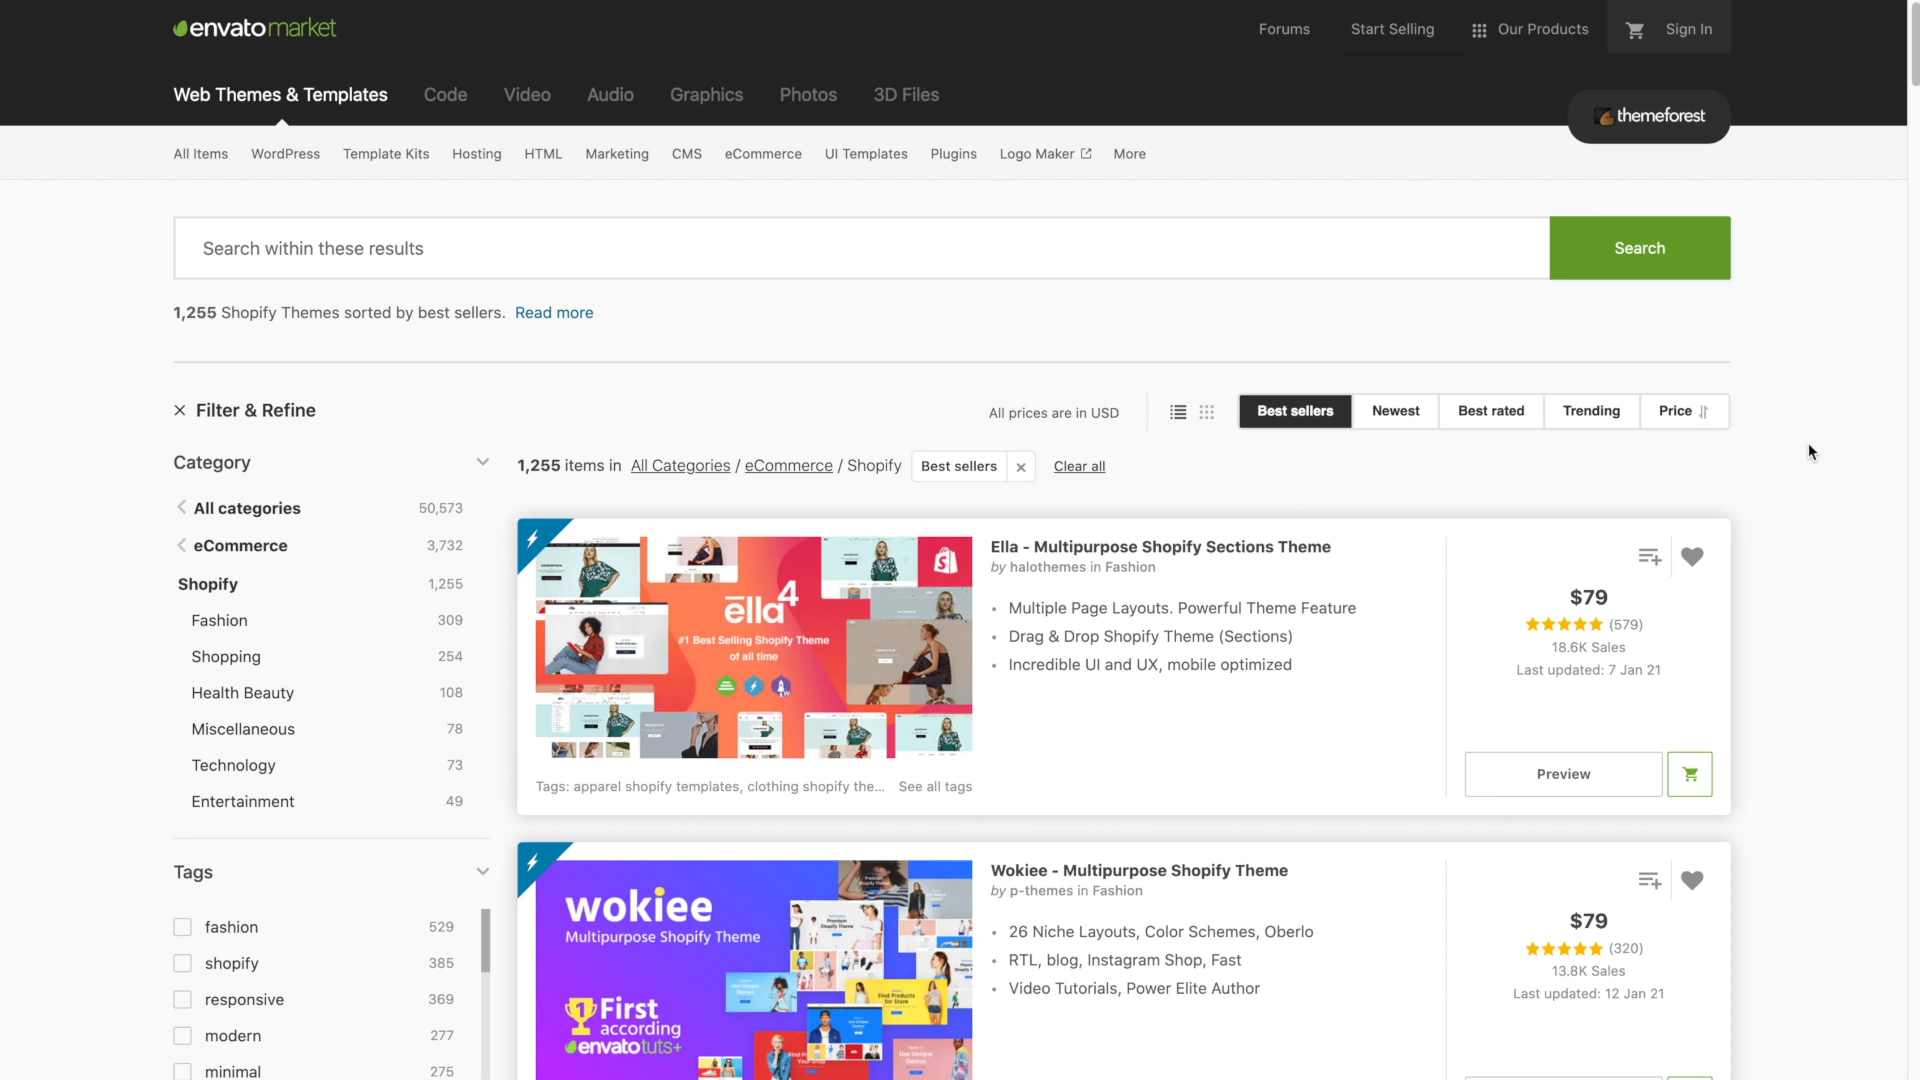 envato market
Forums
Start Selling
Our Products
Sign In
Web Themes & Templates
Code
Video
Audio
Graphics
Photos
3D Files
themeforest
All Items
WordPress
Template Kits
Hosting
HTML
Marketing
CMS
eCommerce
UI Templates
Plugins
Logo Maker
More
Search within these results
Search
1,255 Shopify Themes sorted by best sellers. Read more
Filter & Refine
All prices are in USD
Best sellers
Newest
Best rated
Trending
Price
Category
1,255 items in All Categories / eCommerce / Shopify
Best sellers
Clear all
All categories 50,573
eCommerce 3,732
Shopify 1,255
Fashion 309
Shopping 254
Health Beauty 108
Miscellaneous 78
Technology 73
Entertainment 49
Tags
fashion 529
shopify 385
responsive 369
modern 277
minimal 275
ella4
#1 Best Selling Shopify Theme
of all time
Tags: apparel shopify templates, clothing shopify the...
See all tags
Ella - Multipurpose Shopify Sections Theme
by halothemes in Fashion
• Multiple Page Layouts. Powerful Theme Feature
• Drag & Drop Shopify Theme (Sections)
• Incredible UI and UX, mobile optimized
$79
(579)
18.6K Sales
Last updated: 7 Jan 21
Preview
wokiee
Multipurpose Shopify Theme
1 First
according
envatotuts+
Find Products
for Store
Wokiee - Multipurpose Shopify Theme
by p-themes in Fashion
• 26 Niche Layouts, Color Schemes, Oberlo
• RTL, blog, Instagram Shop, Fast
• Video Tutorials, Power Elite Author
$79
(320)
13.8K Sales
Last updated: 12 Jan 21